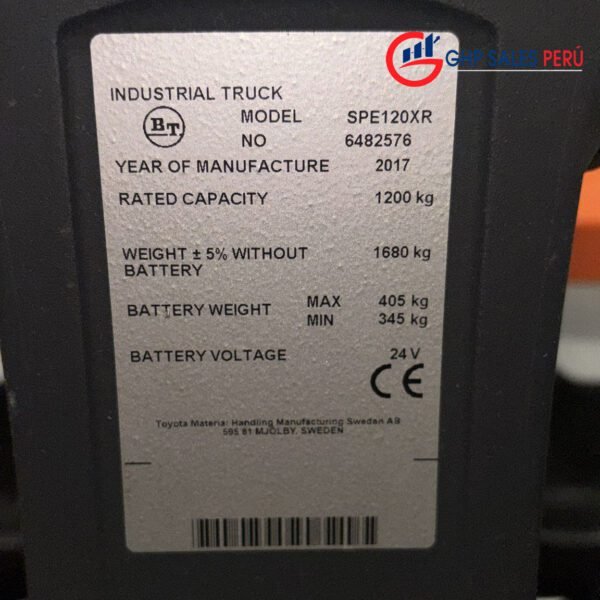 GHP SALES PERÚ
INDUSTRIAL TRUCK
BT
MODEL SPE120XR
NO 6482576
YEAR OF MANUFACTURE 2017
RATED CAPACITY 1200 kg
WEIGHT ± 5% WITHOUT BATTERY 1680 kg
BATTERY WEIGHT MAX 405 kg
MIN 345 kg
BATTERY VOLTAGE 24 V
CE
Toyota Material Handling Manufacturing Sweden AB
595 81 MJÖLBY, SWEDEN